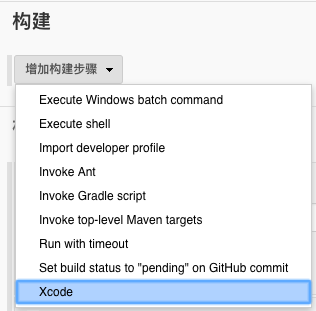 构建
增加构建步骤
Execute Windows batch command
Execute shell
Import developer profile
Invoke Ant
Invoke Gradle script
Invoke top-level Maven targets
Run with timeout
Set build status to "pending" on GitHub commit
Xcode